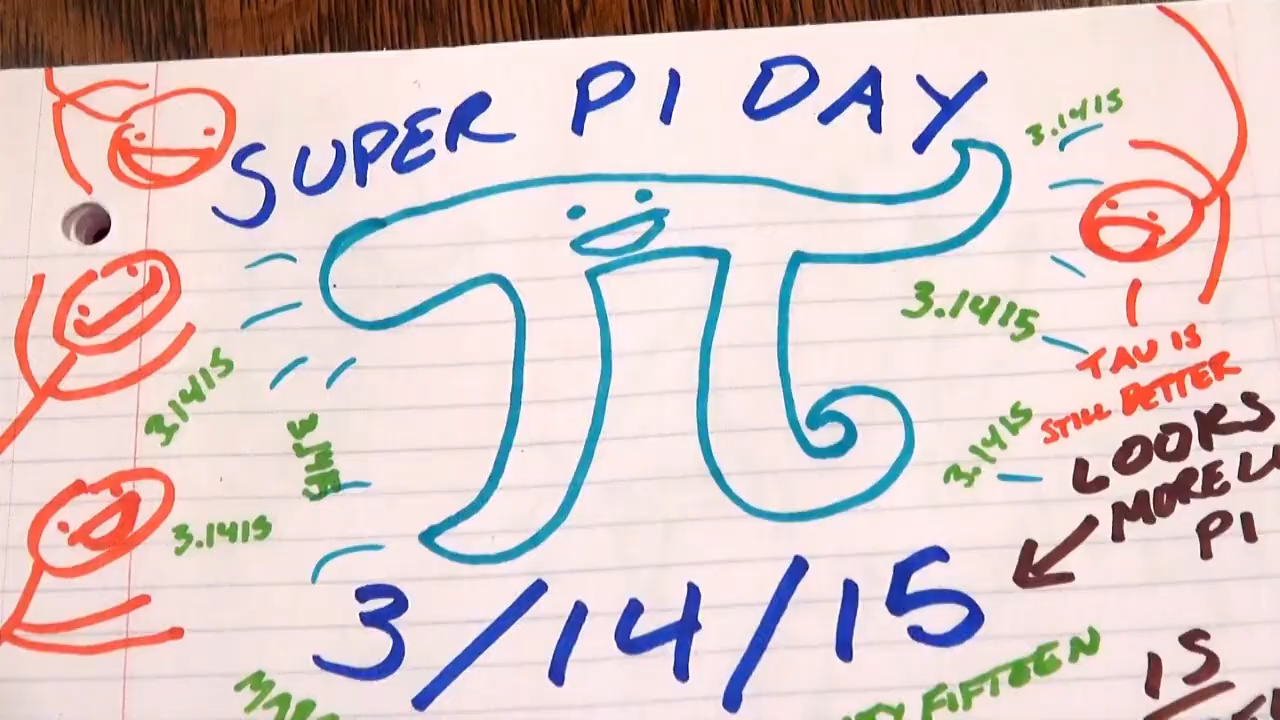 SUPER PI DAY
3.1415
3.1415
TAU IS
STILL BETTER
3.1415
3.1415
3.1415
LOOKS
MORE LI
PI
3.1415
3/14/15
FIFTEEN
IS